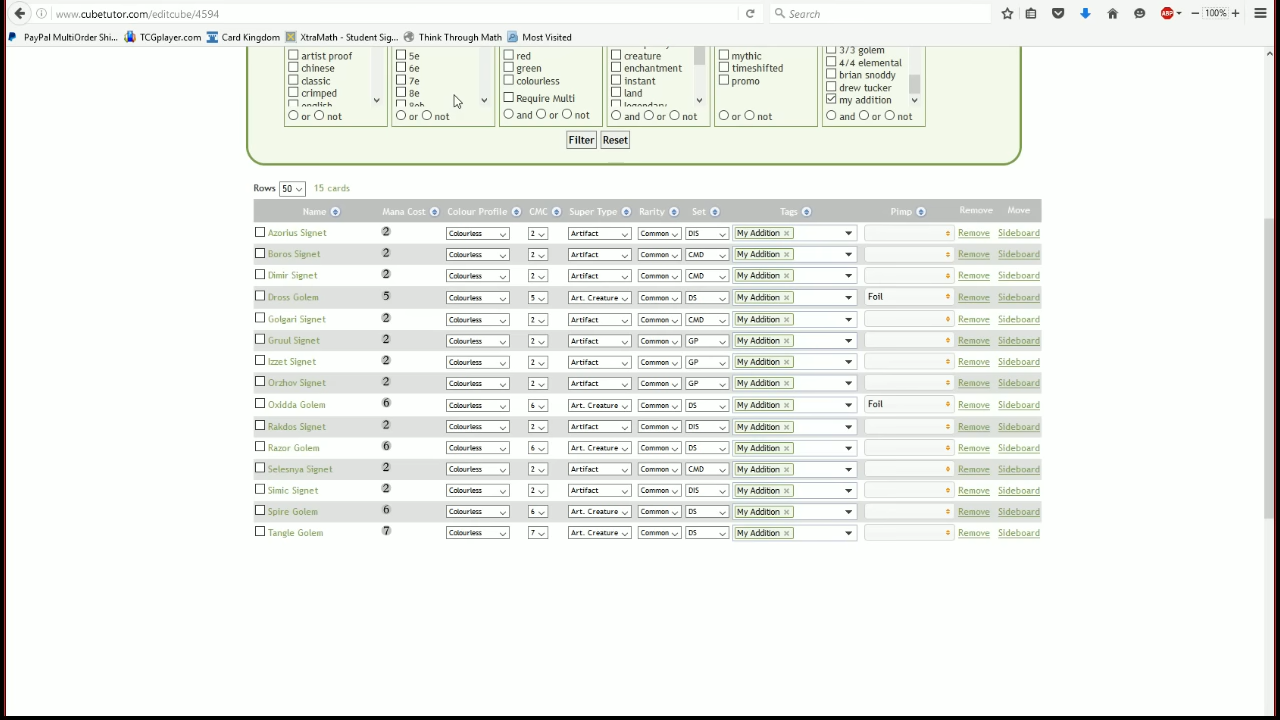 www.cubetutor.com/editcube/4594 Search ABP 100%
PayPal MultiOrder Shi... TCGplayer.com Card Kingdom XtraMath - Student Sig... Think Through Math Most Visited
artist proof 5e red creature mythic 3/3 golem
chinese 6e green enchantment timeshifted 4/4 elemental
classic 7e colourless instant promo brian snoddy
crimped 8e Require Multi land drew tucker
english my addition
or not or not and or not and or not or not and or not
Filter Reset
Rows 50 15 cards
Name Mana Cost Colour Profile CMC Super Type Rarity Set Tags Pimp Remove Move
Azorius Signet 2 Colourless 2 Artifact Common DIS My Addition × Remove Sideboard
Boros Signet 2 Colourless 2 Artifact Common CMD My Addition × Remove Sideboard
Dimir Signet 2 Colourless 2 Artifact Common CMD My Addition × Remove Sideboard
Dross Golem 5 Colourless 5 Art. Creature Common DS My Addition × Foil Remove Sideboard
Golgari Signet 2 Colourless 2 Artifact Common CMD My Addition × Remove Sideboard
Gruul Signet 2 Colourless 2 Artifact Common GP My Addition × Remove Sideboard
Izzet Signet 2 Colourless 2 Artifact Common GP My Addition × Remove Sideboard
Orzhov Signet 2 Colourless 2 Artifact Common GP My Addition × Remove Sideboard
Oxidda Golem 6 Colourless 6 Art. Creature Common DS My Addition × Foil Remove Sideboard
Rakdos Signet 2 Colourless 2 Artifact Common DIS My Addition × Remove Sideboard
Razor Golem 6 Colourless 6 Art. Creature Common DS My Addition × Remove Sideboard
Selesnya Signet 2 Colourless 2 Artifact Common CMD My Addition × Remove Sideboard
Simic Signet 2 Colourless 2 Artifact Common DIS My Addition × Remove Sideboard
Spire Golem 6 Colourless 6 Art. Creature Common DS My Addition × Remove Sideboard
Tangle Golem 7 Colourless 7 Art. Creature Common DS My Addition × Remove Sideboard